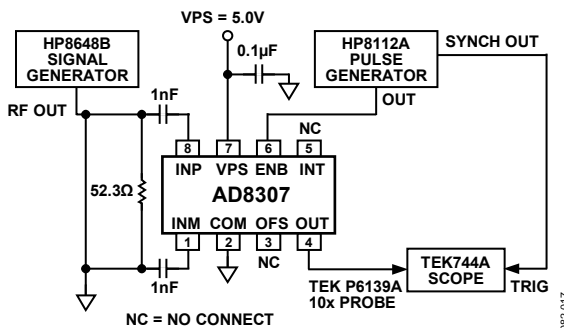 VPS = 5.0V
HP8648B
SIGNAL
GENERATOR
0.1µF
HP8112A
PULSE
GENERATOR
SYNCH OUT
OUT
RF OUT
1nF
NC
8
7
6
5
INP
VPS
ENB
INT
52.3Ω
AD8307
INM
COM
OFS
OUT
1
2
3
4
NC
1nF
TEK P6139A
10x PROBE
TEK744A
SCOPE
TRIG
NC = NO CONNECT